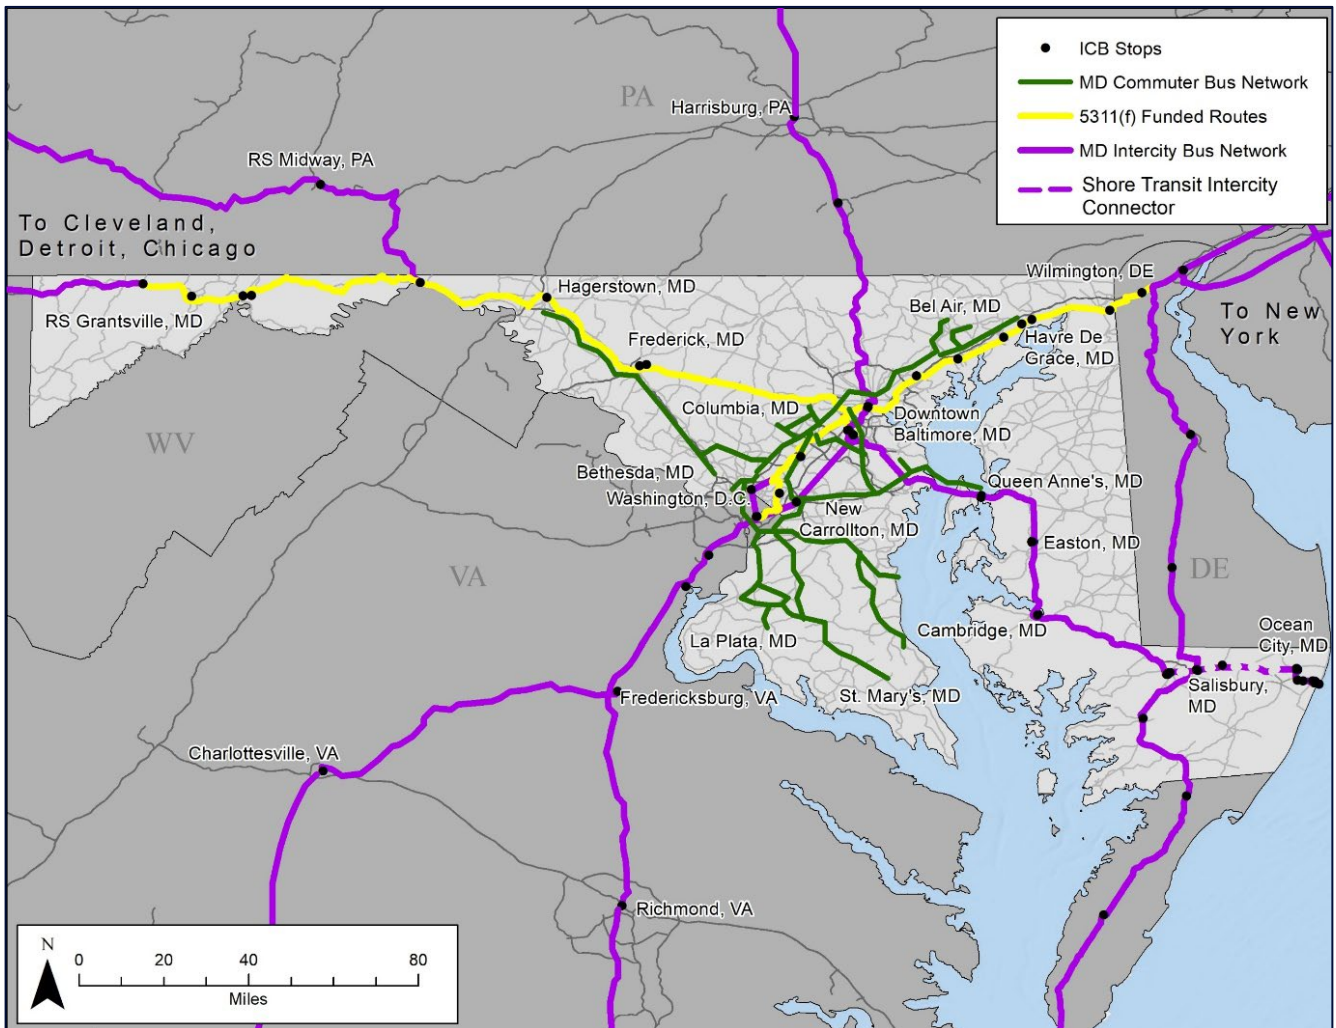 ICB Stops
MD Commuter Bus Network
5311(f) Funded Routes
MD Intercity Bus Network
Shore Transit Intercity
Connector
PA
Harrisburg, PA
RS Midway, PA
To Cleveland,
Detroit, Chicago
Wilmington, DE
Hagerstown, MD
Bel Air, MD
To New
York
RS Grantsville, MD
Frederick, MD
Havre De
Grace, MD
Columbia, MD
Downtown
Baltimore, MD
WV
Bethesda, MD
Washington, D.C.
Queen Anne's, MD
New
Carrollton, MD
Easton, MD
VA
DE
Cambridge, MD
Ocean
City, MD
La Plata, MD
St. Mary's, MD
Salisbury,
MD
Fredericksburg, VA
Charlottesville, VA
Richmond, VA
N
0 20 40 80
Miles